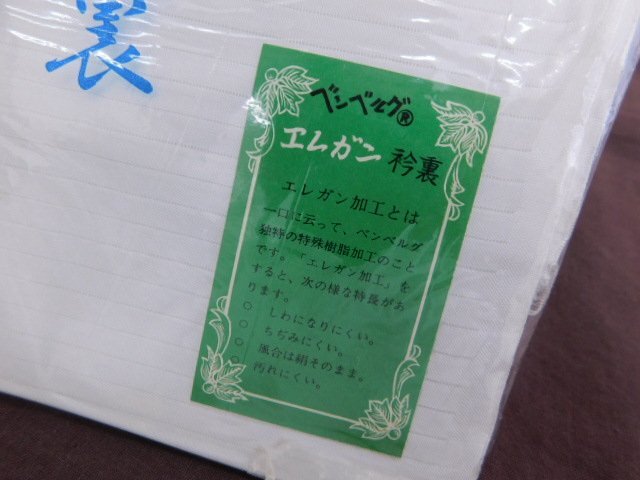 裏
ベンベルグ®
エレガン 衿裏
エレガン加工とは
一口に云って、ベンベルグ
独特の特殊樹脂加工のこと
です。「エレガン加工」を
すると、次の様な特長があ
ります。
○ しわになりにくい。
○ ちぢみにくい。
○ 風合は絹そのまま。
○ 汚れにくい。